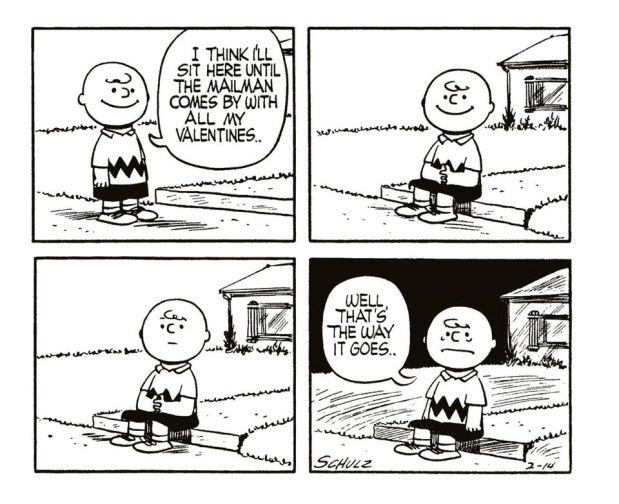 I THINK I'LL
SIT HERE UNTIL
THE MAILMAN
COMES BY WITH
ALL MY
VALENTINES..
WELL,
THAT'S
THE WAY
IT GOES..
SCHULZ
2-14